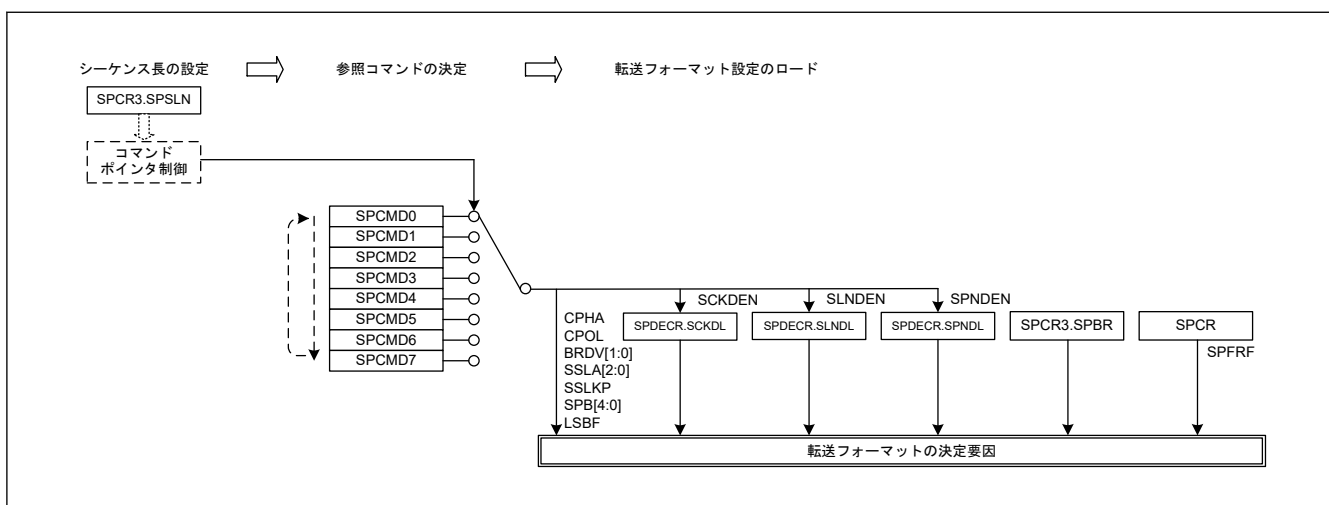 シーケンス長の設定
参照コマンドの決定
転送フォーマット設定のロード
SPCR3.SPSLN
コマンド
ポインタ制御
SPCMD0
SPCMD1
SPCMD2
SPCMD3
SPCMD4
SPCMD5
SPCMD6
SPCMD7
CPHA
CPOL
BRDV[1:0]
SSLA[2:0]
SSLKP
SPB[4:0]
LSBF
SCKDEN
SPDECR.SCKDL
SLNDEN
SPDECR.SLNDL
SPNDEN
SPDECR.SPNDL
SPCR3.SPBR
SPCR
SPFRF
転送フォーマットの決定要因